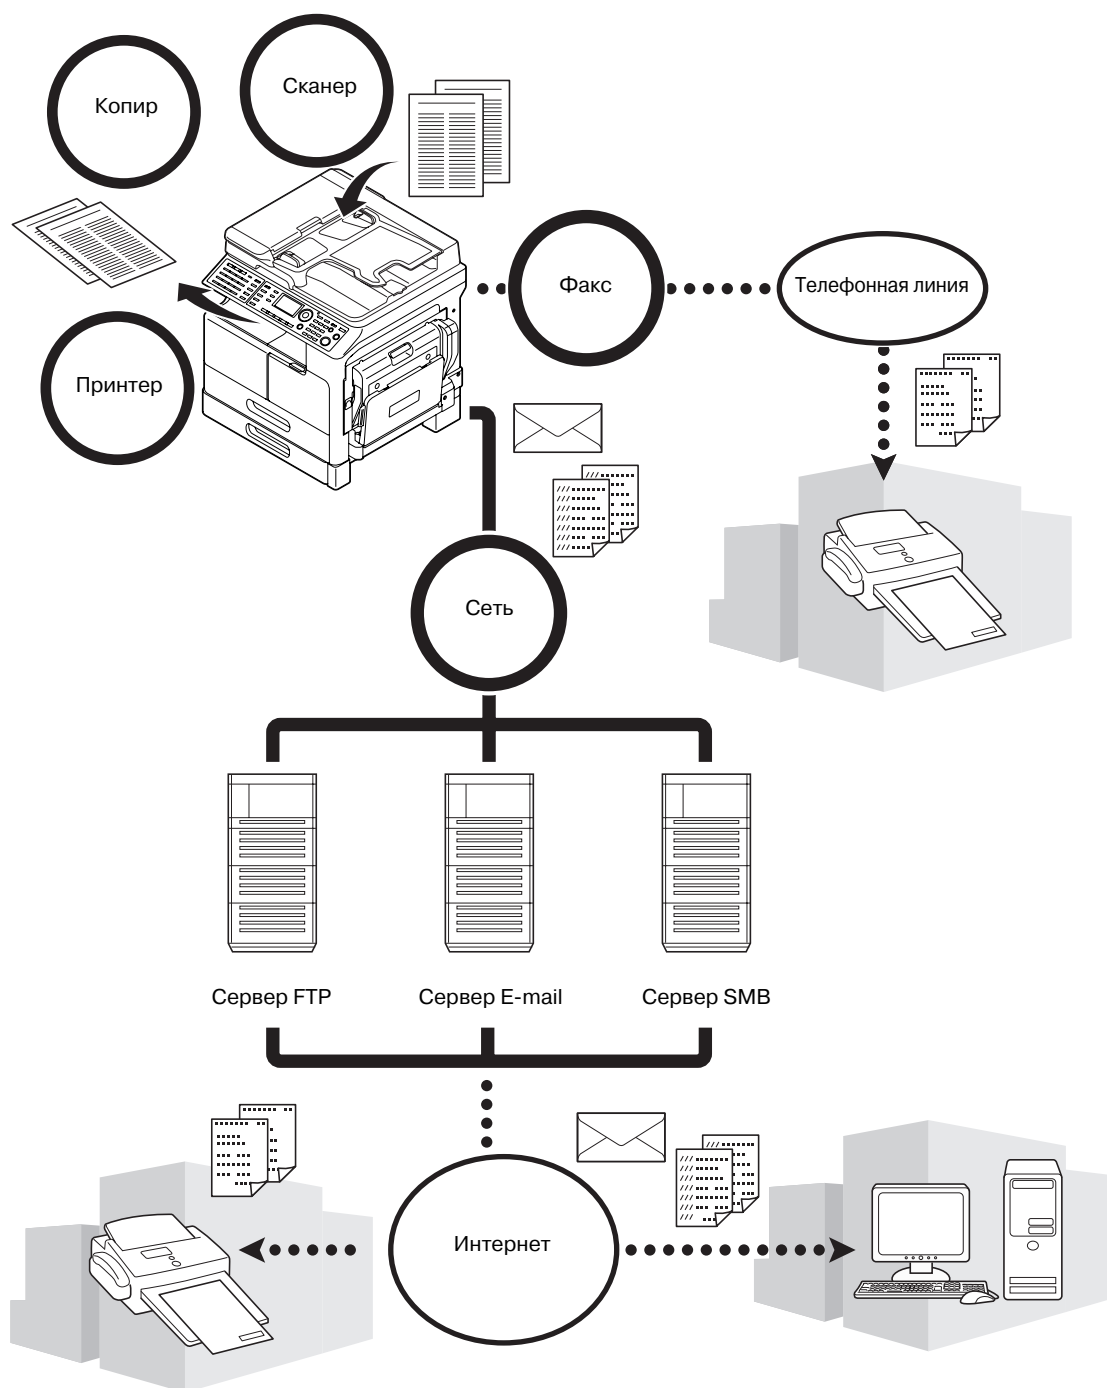 Сканер
Копир
Факс
Телефонная линия
Принтер
Сеть
Сервер FTP
Сервер E-mail
Сервер SMB
Интернет